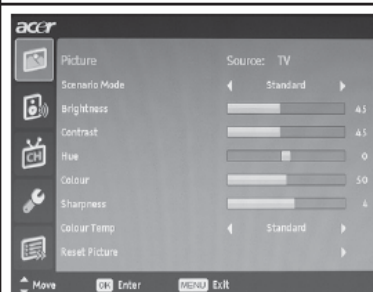 acer
Picture Source: TV
Scenario Mode Standard
Brightness 45
Contrast 45
Hue 0
Colour 50
CH
Sharpness 4
Colour Temp Standard
Reset Picture
Move OK Enter MENU Exit